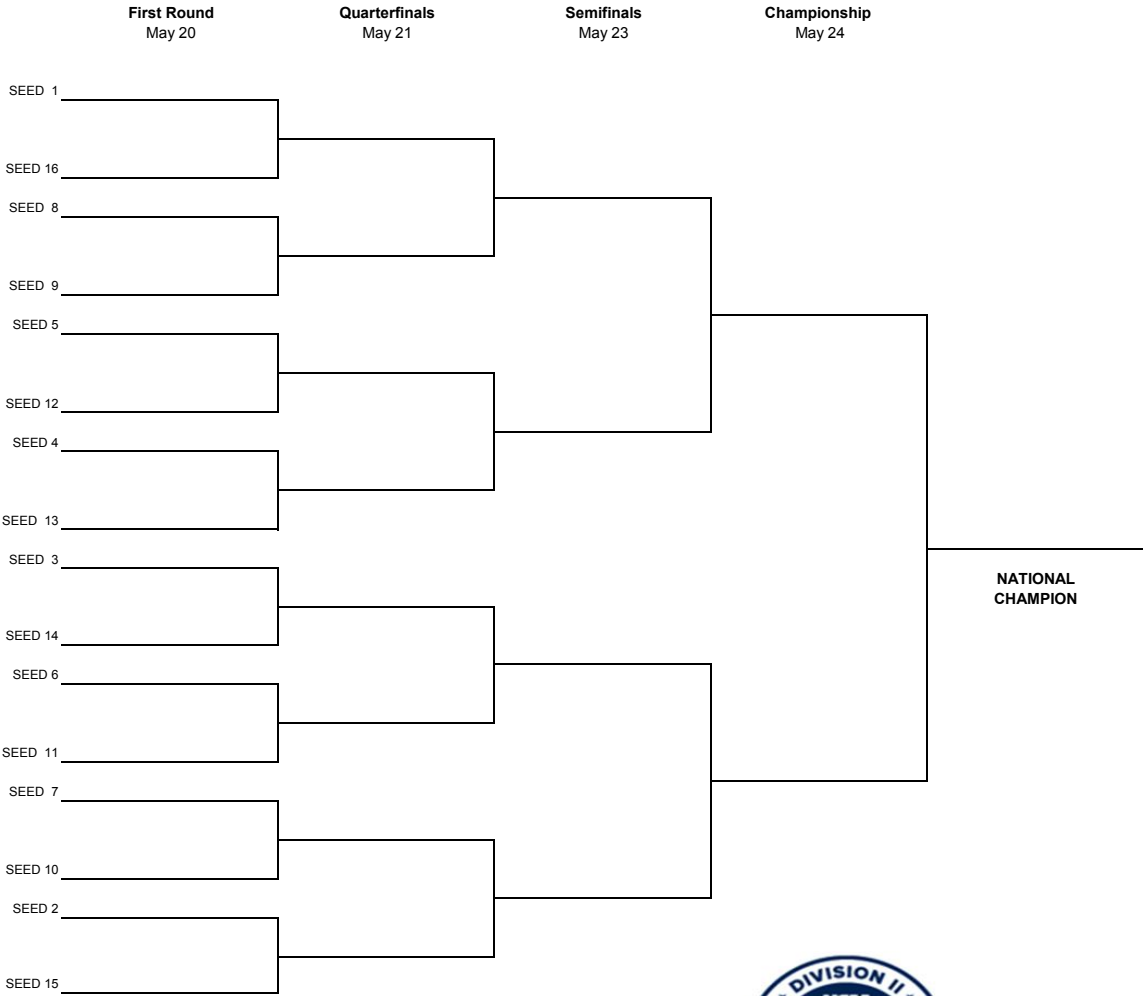 First Round Quarterfinals Semifinals Championship
May 20 May 21 May 23 May 24
SEED 1
SEED 16
SEED 8
SEED 9
SEED 5
SEED 12
SEED 4
SEED 13
SEED 3
NATIONAL
CHAMPION
SEED 14
SEED 6
SEED 11
SEED 7
SEED 10
SEED 2
SEED 15
DIVISION II